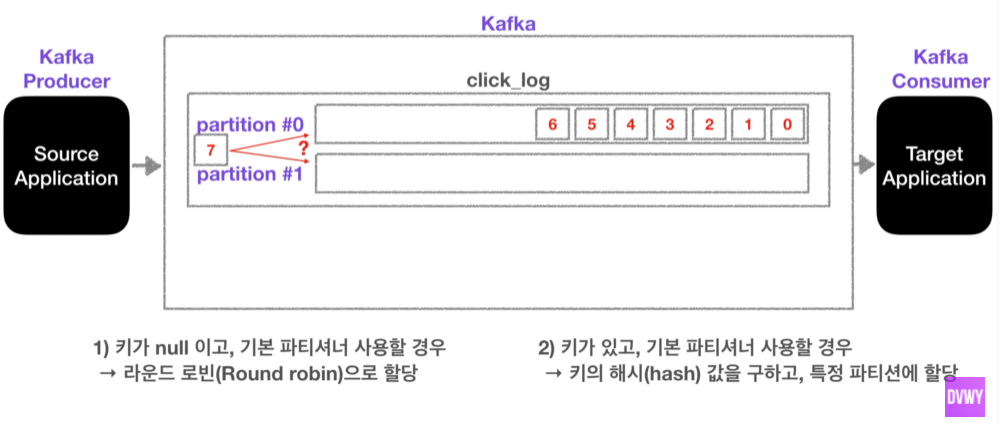 Kafka
Kafka
Producer
Kafka
Consumer
click_log
partition #0
6 5 4 3 2 1 0
7
?
partition #1
Source
Application
Target
Application
1) 키가 null 이고, 기본 파티셔너 사용할 경우
→ 라운드 로빈(Round robin)으로 할당
2) 키가 있고, 기본 파티셔너 사용할 경우
→ 키의 해시(hash) 값을 구하고, 특정 파티션에 할당
DVWY